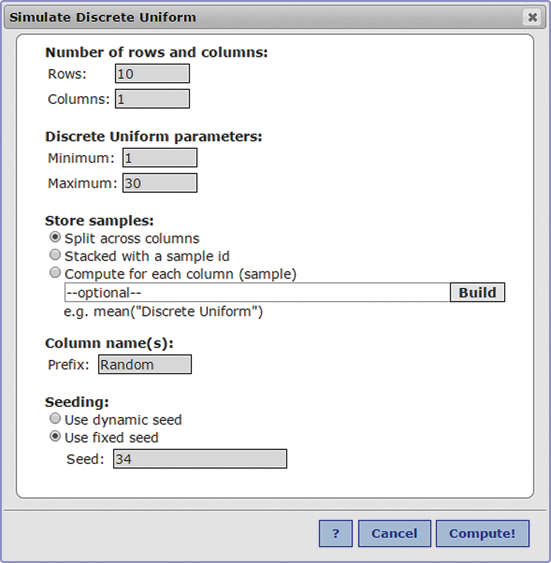 Simulate Discrete Uniform
Number of rows and columns:
Rows: 10
Columns: 1
Discrete Uniform parameters:
Minimum: 1
Maximum: 30
Store samples:
Split across columns
Stacked with a sample id
Compute for each column (sample)
--optional-- Build
e.g. mean("Discrete Uniform")
Column name(s):
Prefix: Random
Seeding:
Use dynamic seed
Use fixed seed
Seed: 34
? Cancel Compute!